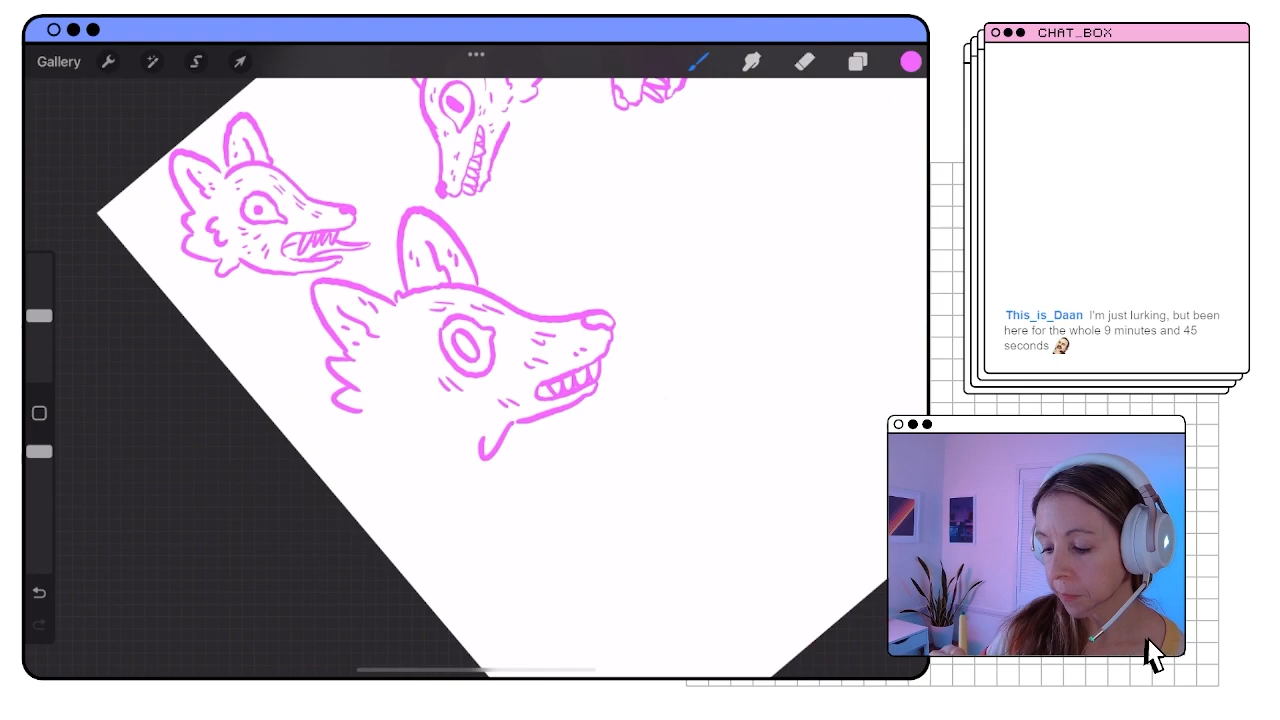 CHAT_BOX
Gallery
This_is_Daan I'm just lurking, but been
here for the whole 9 minutes and 45
seconds